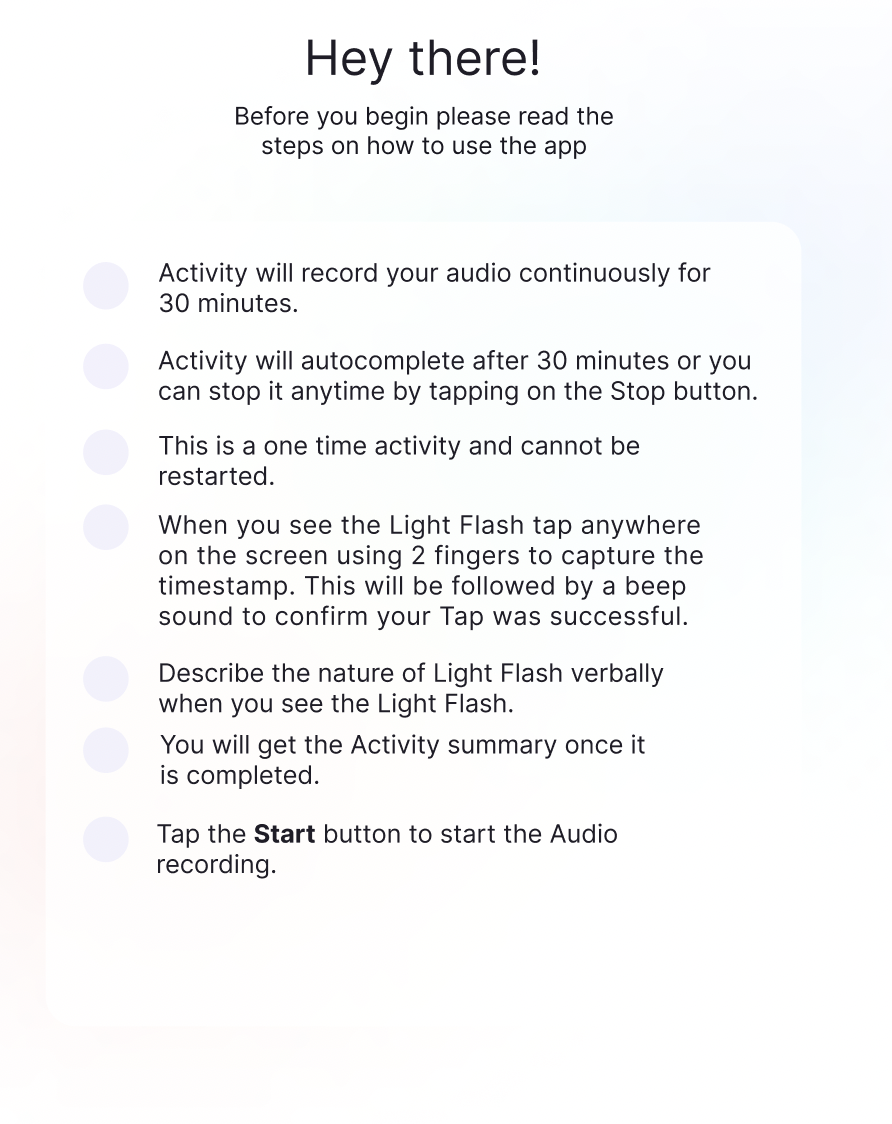 Hey there!
Before you begin please read the
steps on how to use the app
Activity will record your audio continuously for
30 minutes.
Activity will autocomplete after 30 minutes or you
can stop it anytime by tapping on the Stop button.
This is a one time activity and cannot be
restarted.
When you see the Light Flash tap anywhere
on the screen using 2 fingers to capture the
timestamp. This will be followed by a beep
sound to confirm your Tap was successful.
Describe the nature of Light Flash verbally
when you see the Light Flash.
You will get the Activity summary once it
is completed.
Tap the Start button to start the Audio
recording.